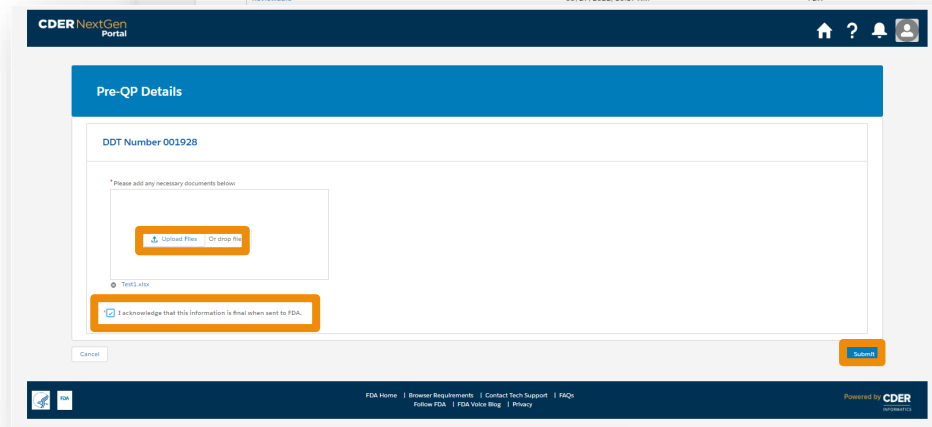 CDER NextGen
Portal
?
Pre-QP Details
DDT Number 001928
*Please add any necessary documents below:
Upload Files Or drop file
Test1.xlsx
*I acknowledge that this information is final when sent to FDA.
Cancel
Submit
FDA
FDA Home | Browser Requirements | Contact Tech Support | FAQs
Follow FDA | FDA Voice Blog | Privacy
Powered by CDER
INFORMATICS